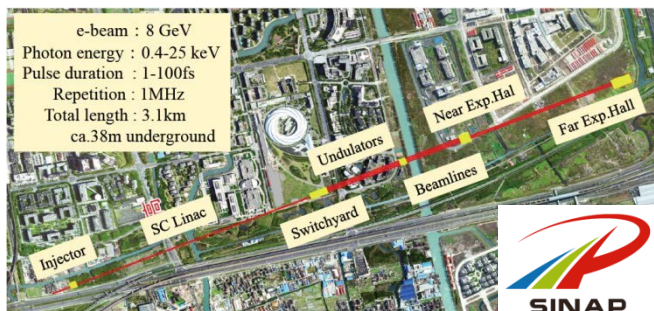 e-beam : 8 GeV
Photon energy : 0.4-25 keV
Pulse duration : 1-100fs
Repetition : 1MHz
Total length : 3.1km
ca.38m underground
Near Exp.Hal
Far Exp.Hall
Undulators
Beamlines
SC Linac
Switchyard
Injector
SINAP